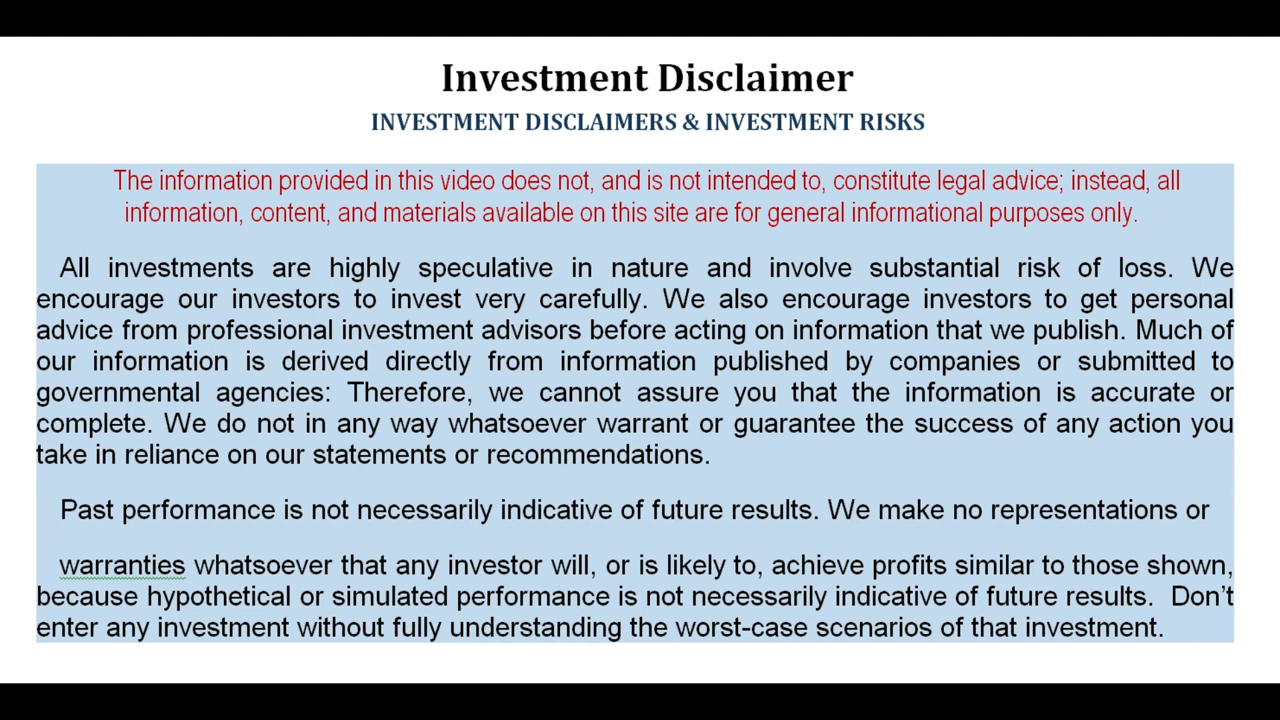 Investment Disclaimer
INVESTMENT DISCLAIMERS & INVESTMENT RISKS
The information provided in this video does not, and is not intended to, constitute legal advice; instead, all
information, content, and materials available on this site are for general informational purposes only.
All investments are highly speculative in nature and involve substantial risk of loss. We
encourage our investors to invest very carefully. We also encourage investors to get personal
advice from professional investment advisors before acting on information that we publish. Much of
our information is derived directly from information published by companies or submitted to
governmental agencies: Therefore, we cannot assure you that the information is accurate or
complete. We do not in any way whatsoever warrant or guarantee the success of any action you
take in reliance on our statements or recommendations.
Past performance is not necessarily indicative of future results. We make no representations or
warranties whatsoever that any investor will, or is likely to, achieve profits similar to those shown,
because hypothetical or simulated performance is not necessarily indicative of future results.  Don’t
enter any investment without fully understanding the worst-case scenarios of that investment.